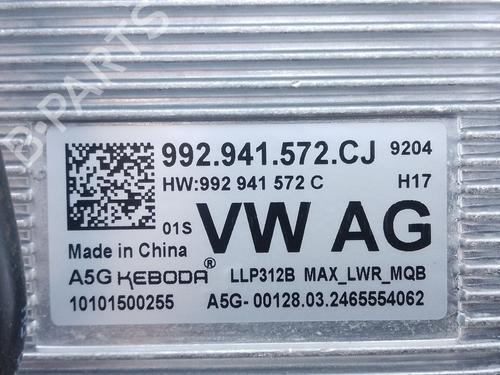 B-PARTS
992.941.572.CJ 9204
HW:992 941 572 C H17
01S VW AG
Made in China
A5G KEBODA® LLP312B MAX_LWR_MQB
10101500255 A5G- 00128.03.2465554062